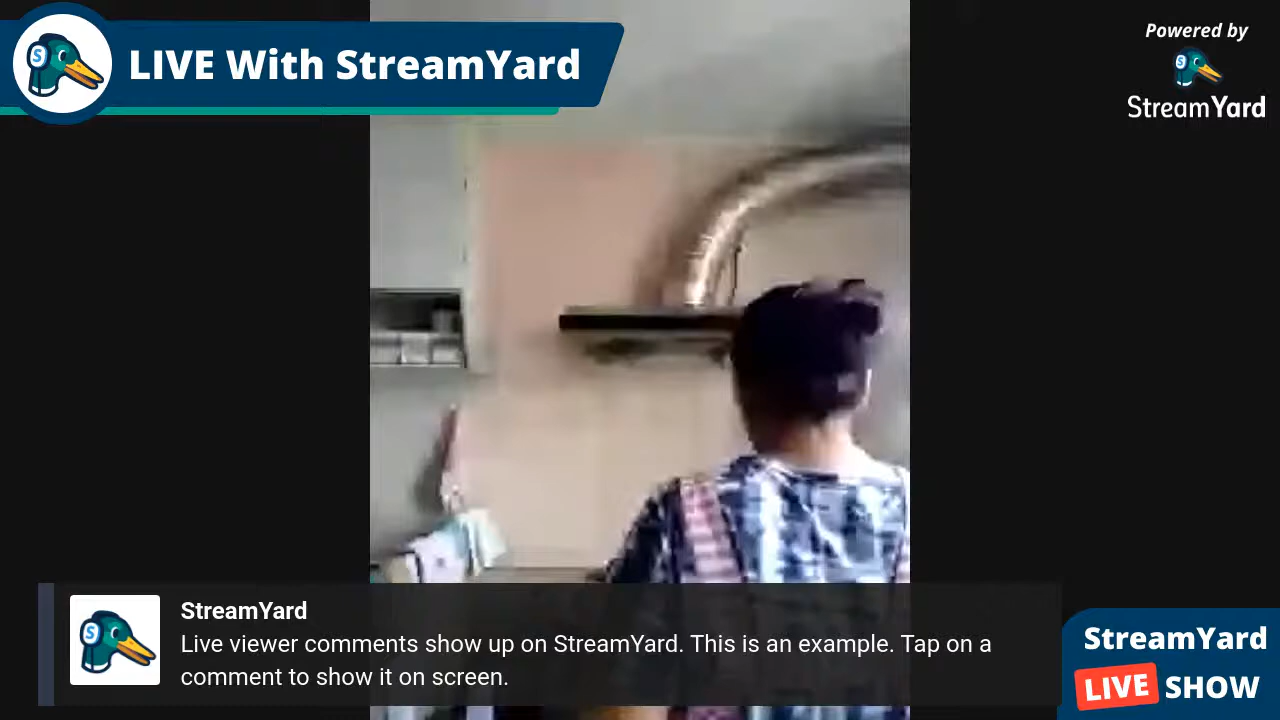 LIVE With StreamYard
Powered by
StreamYard
StreamYard
Live viewer comments show up on StreamYard. This is an example. Tap on a
comment to show it on screen.
StreamYard
LIVE SHOW